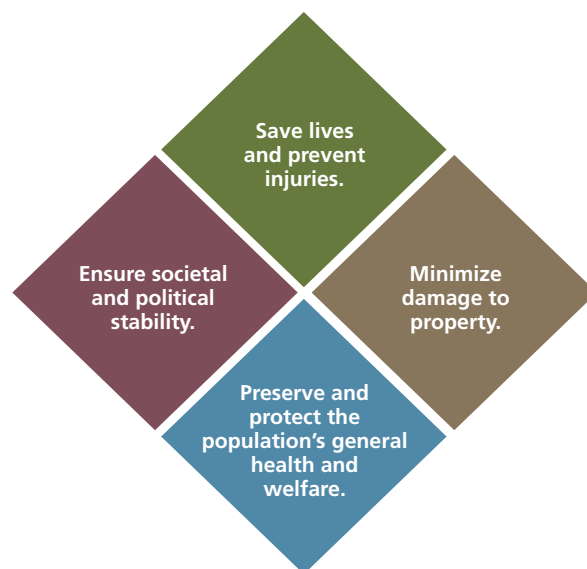 Save lives
and prevent
injuries.
Ensure societal
and political
stability.
Minimize
damage to
property.
Preserve and
protect the
population’s general
health and
welfare.